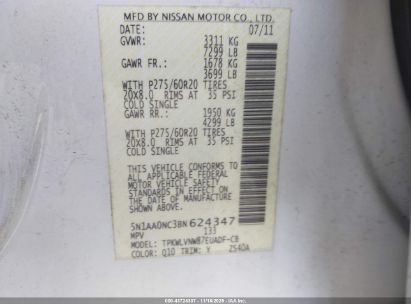 MFD BY NISSAN MOTOR CO., LTD.
DATE: 07/11
GVWR: 3311 KG
7299 LB
GAWR FR.: 1678 KG
3699 LB
WITH P275/60R20 TIRES
20X8.0 RIMS AT 35 PSI
COLD SINGLE
GAWR RR.: 1950 KG
4299 LB
WITH P275/60R20 TIRES
20X8.0 RIMS AT 35 PSI
COLD SINGLE
THIS VEHICLE CONFORMS TO
ALL APPLICABLE FEDERAL
MOTOR VEHICLE SAFETY
STANDARDS IN EFFECT ON
THE DATE OF MANUFACTURE
SHOWN ABOVE
5N1AA0NC3BN624347
MPV 133
MODEL: TPKWLVNW87EUADF-CB
COLOR: Q10 TRIM: Y Z540A